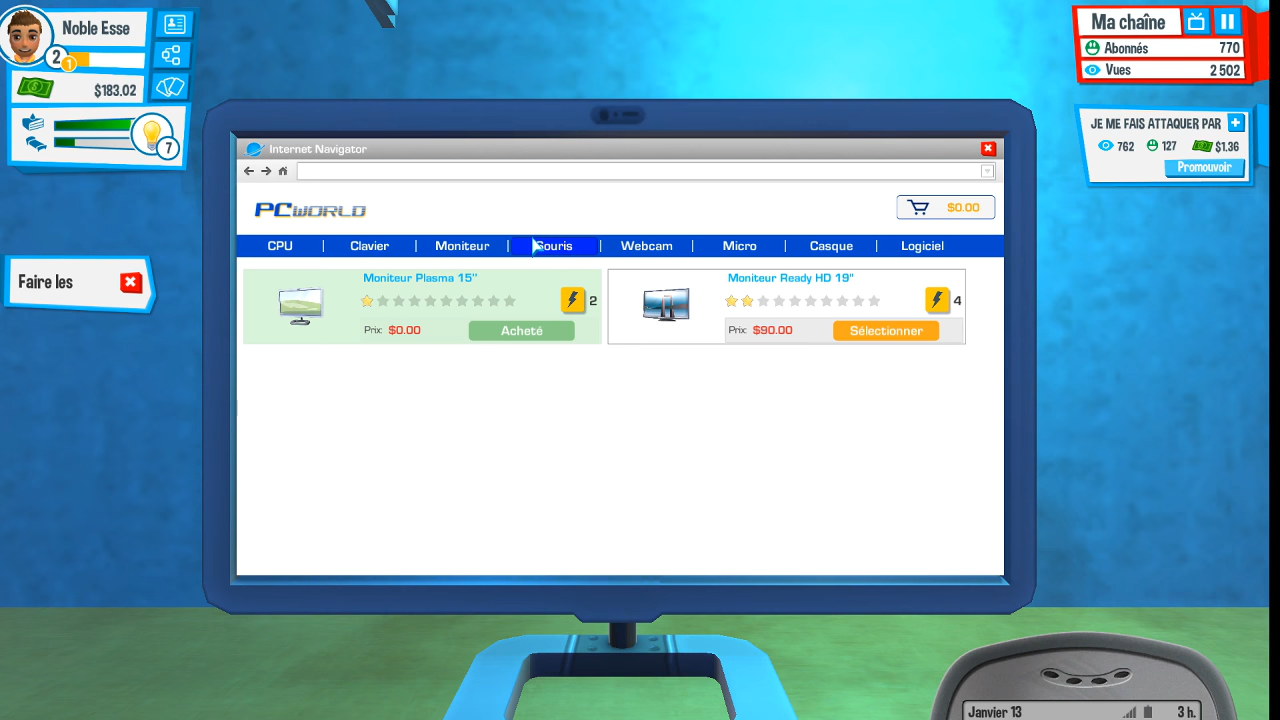 Noble Esse
2
1
$183.02
7
Ma chaîne
Abonnés 770
Vues 2 502
JE ME FAIS ATTAQUER PAR
762 127 $1.36
Promouvoir
Faire les
Internet Navigator
PCWORLD
$0.00
CPU | Clavier | Moniteur | Souris | Webcam | Micro | Casque | Logiciel
Moniteur Plasma 15"
2
Prix: $0.00 Acheté
Moniteur Ready HD 19"
4
Prix: $90.00 Sélectionner
Janvier 13 3 h.